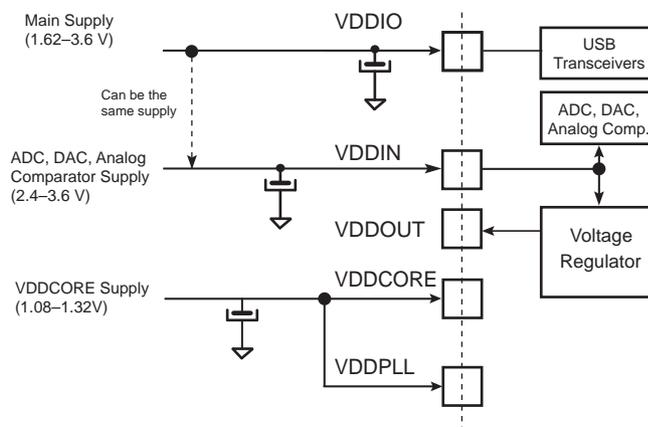 Main Supply
(1.62–3.6 V)
VDDIO
USB
Transceivers
Can be the
same supply
ADC, DAC,
Analog Comp.
ADC, DAC, Analog
Comparator Supply
(2.4–3.6 V)
VDDIN
VDDOUT
Voltage
Regulator
VDDCORE Supply
(1.08–1.32V)
VDDCORE
VDDPLL